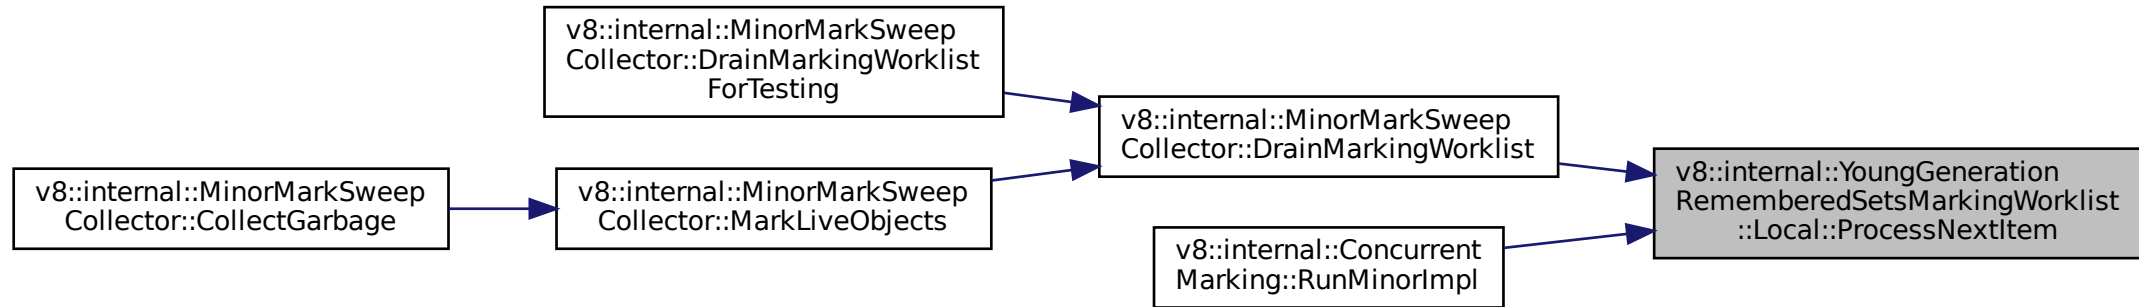 v8::internal::MinorMarkSweep
Collector::DrainMarkingWorklist
ForTesting
v8::internal::MinorMarkSweep
Collector::DrainMarkingWorklist
v8::internal::YoungGeneration
RememberedSetsMarkingWorklist
::Local::ProcessNextItem
v8::internal::MinorMarkSweep
Collector::CollectGarbage
v8::internal::MinorMarkSweep
Collector::MarkLiveObjects
v8::internal::Concurrent
Marking::RunMinorImpl